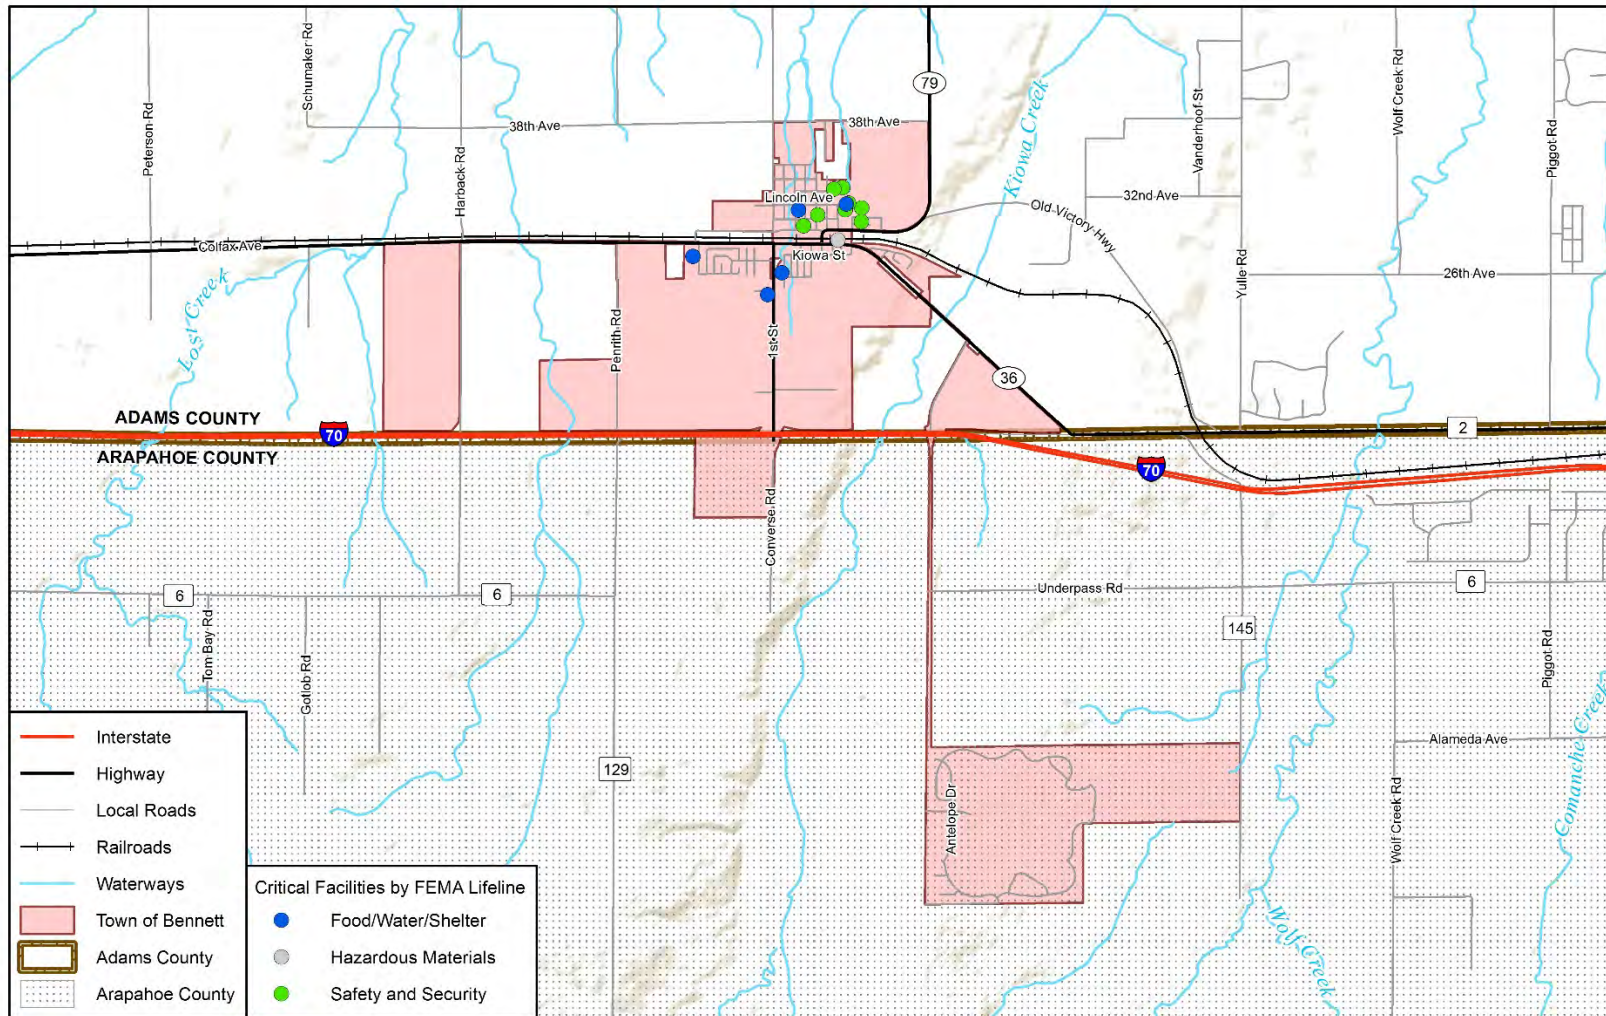 Peterson Rd
Schumaker Rd
Harback Rd
38th Ave
38th Ave
79
Kiowa Creek
Vanderhoof St
Wolf Creek Rd
Piggot Rd
32nd Ave
Lincoln Ave
Old Victory Hwy
Colfax Ave
Kiowa St
Yulle Rd
26th Ave
Lost Creek
Penrith Rd
1st St
36
ADAMS COUNTY
70
2
ARAPAHOE COUNTY
70
Converse Rd
6
6
Underpass Rd
6
Tom Bay Rd
Gotlob Rd
145
Piggot Rd
129
Alameda Ave
Antelope Dr
Wolf Creek Rd
Comanche Creek
Wolf Creek
Interstate
Highway
Local Roads
Railroads
Waterways
Town of Bennett
Adams County
Arapahoe County
Critical Facilities by FEMA Lifeline
Food/Water/Shelter
Hazardous Materials
Safety and Security